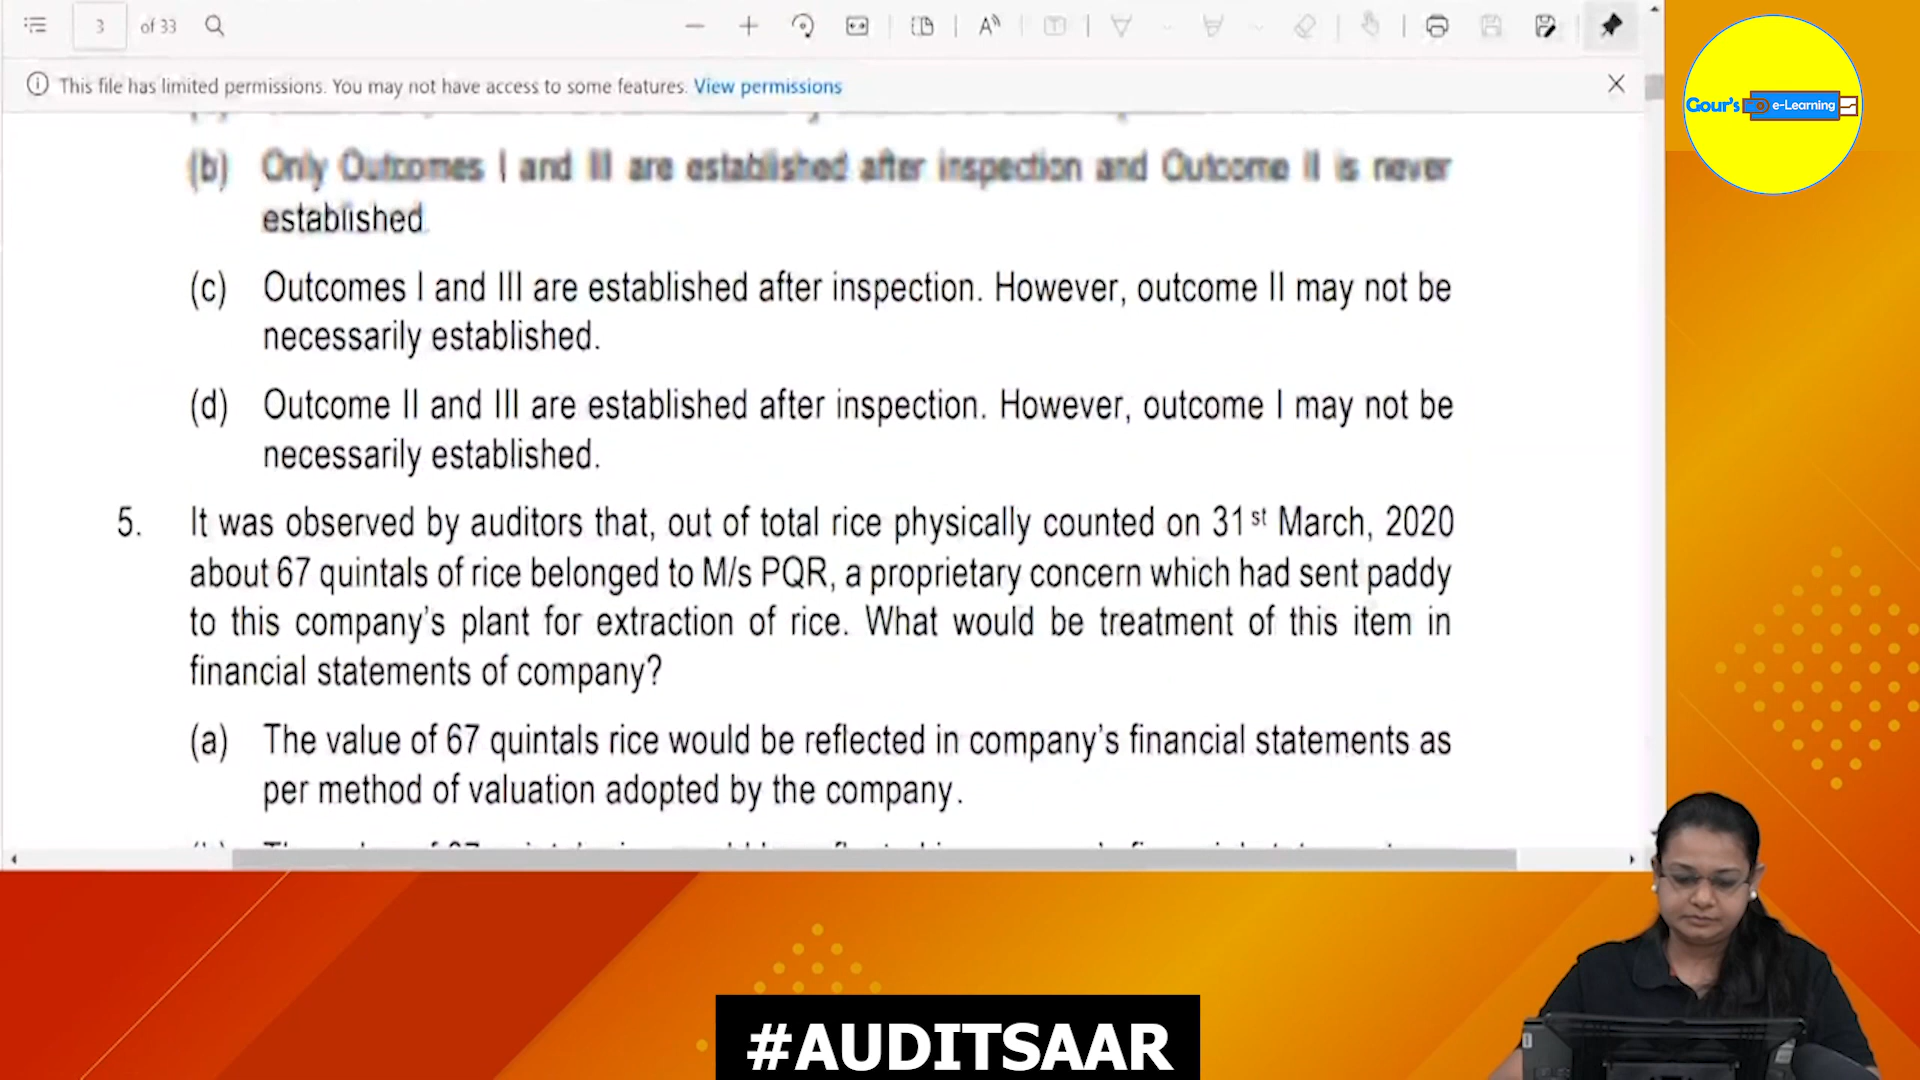 3 of 33
This file has limited permissions. You may not have access to some features. View permissions
Gour's e-Learning
(b) Only Outcomes I and III are established after inspection and Outcome II is never
established.
(c) Outcomes I and III are established after inspection. However, outcome II may not be
necessarily established.
(d) Outcome II and III are established after inspection. However, outcome I may not be
necessarily established.
5. It was observed by auditors that, out of total rice physically counted on 31st March, 2020
about 67 quintals of rice belonged to M/s PQR, a proprietary concern which had sent paddy
to this company's plant for extraction of rice. What would be treatment of this item in
financial statements of company?
(a) The value of 67 quintals rice would be reflected in company's financial statements as
per method of valuation adopted by the company.
#AUDITSAAR